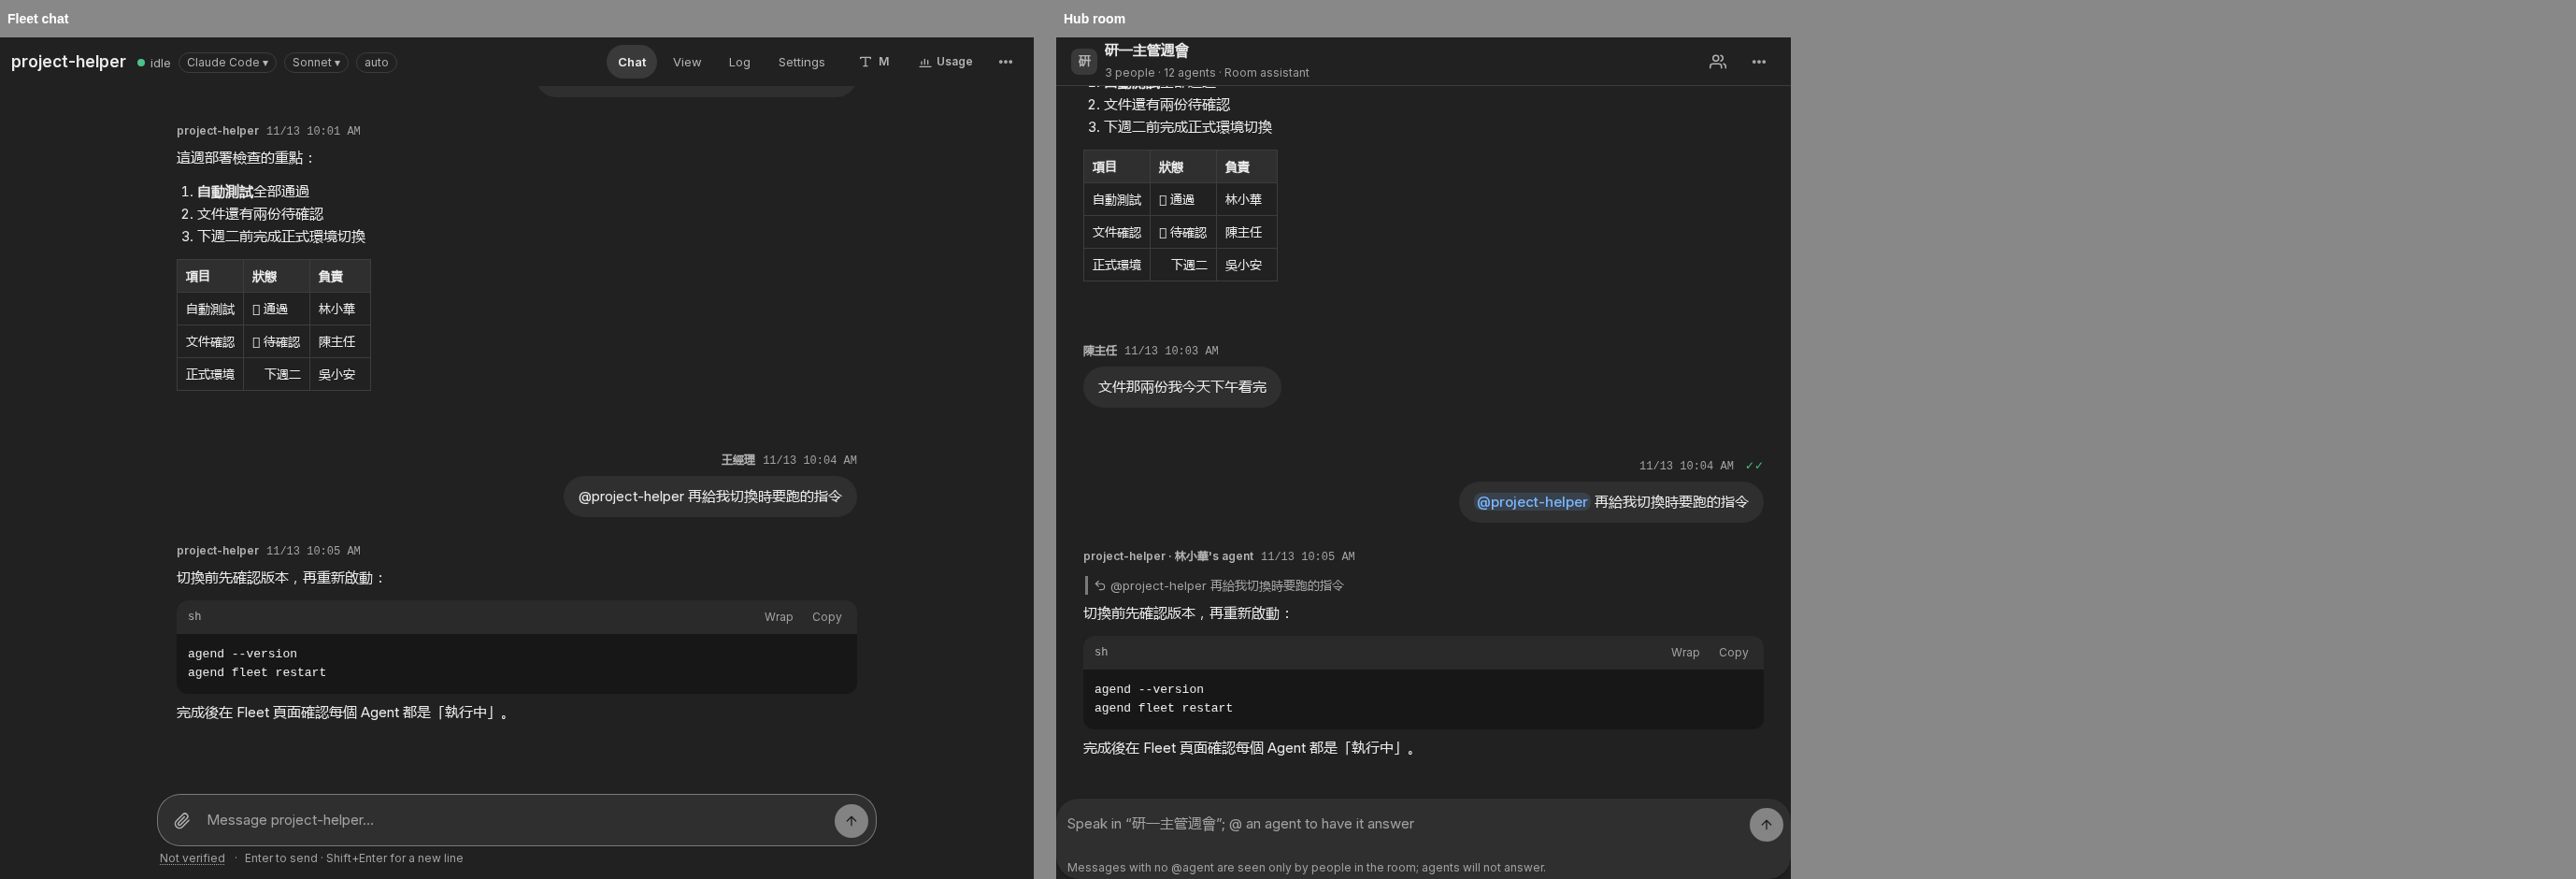 Fleet chat
project-helper idle Claude Code ▾ Sonnet ▾ auto Chat View Log Settings M Usage
project-helper 11/13 10:01 AM
這週部署檢查的重點：
1. 自動測試全部通過
2. 文件還有兩份待確認
3. 下週二前完成正式環境切換
項目 狀態 負責
自動測試 通過 林小華
文件確認 待確認 陳主任
正式環境 下週二 吳小安
王經理 11/13 10:04 AM
@project-helper 再給我切換時要跑的指令
project-helper 11/13 10:05 AM
切換前先確認版本，再重新啟動：
sh Wrap Copy
agend --version
agend fleet restart
完成後在 Fleet 頁面確認每個 Agent 都是「執行中」。
Message project-helper...
Not verified · Enter to send · Shift+Enter for a new line
Hub room
研 研一主管週會
3 people · 12 agents · Room assistant
2. 文件還有兩份待確認
3. 下週二前完成正式環境切換
項目 狀態 負責
自動測試 通過 林小華
文件確認 待確認 陳主任
正式環境 下週二 吳小安
陳主任 11/13 10:03 AM
文件那兩份我今天下午看完
11/13 10:04 AM ✓✓
@project-helper 再給我切換時要跑的指令
project-helper · 林小華's agent 11/13 10:05 AM
@project-helper 再給我切換時要跑的指令
切換前先確認版本，再重新啟動：
sh Wrap Copy
agend --version
agend fleet restart
完成後在 Fleet 頁面確認每個 Agent 都是「執行中」。
Speak in “研一主管週會”; @ an agent to have it answer
Messages with no @agent are seen only by people in the room; agents will not answer.